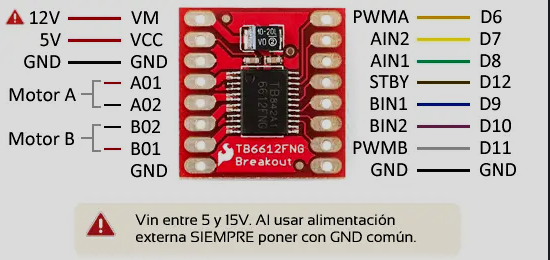 12V VM PWMA D6
5V VCC AIN2 D7
GND GND AIN1 D8
Motor A A01 STBY D12
A02 BIN1 D9
Motor B B02 BIN2 D10
B01 PWMB D11
GND GND GND
TB6612FNG
Breakout
Vin entre 5 y 15V. Al usar alimentación
externa SIEMPRE poner con GND común.